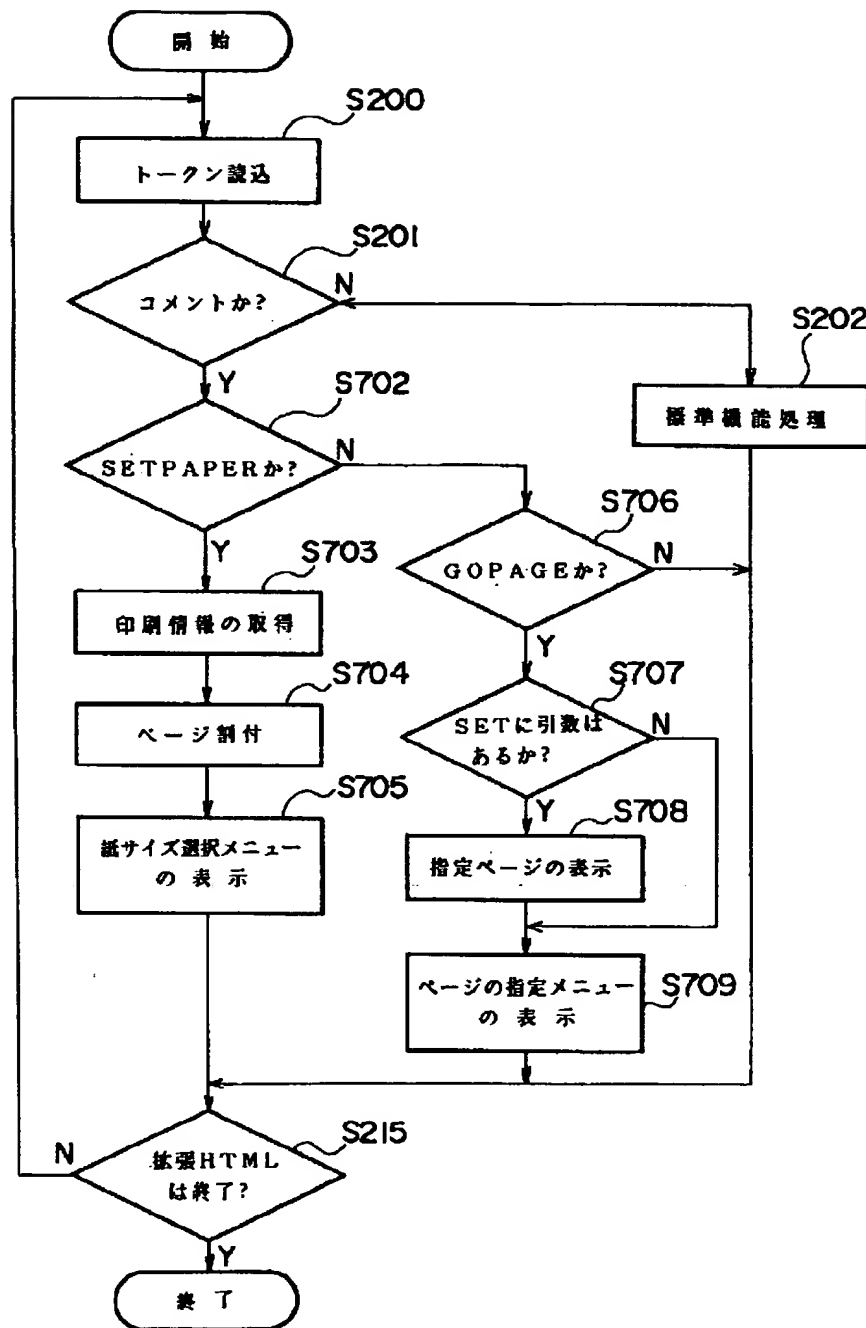 開始
S200
トークン読込
S201
コメントか?
N
S202
Y
標準機能処理
S702
SETPAPERか?
N
S706
Y
GOPAGEか?
N
S703
印刷情報の取得
Y
S704
S707
ページ割付
SETに引数は
あるか?
N
S705
Y
S708
紙サイズ選択メニュー
の表示
指定ページの表示
ページの指定メニュー
の表示
S709
S215
N
拡張HTML
は終了?
Y
終了